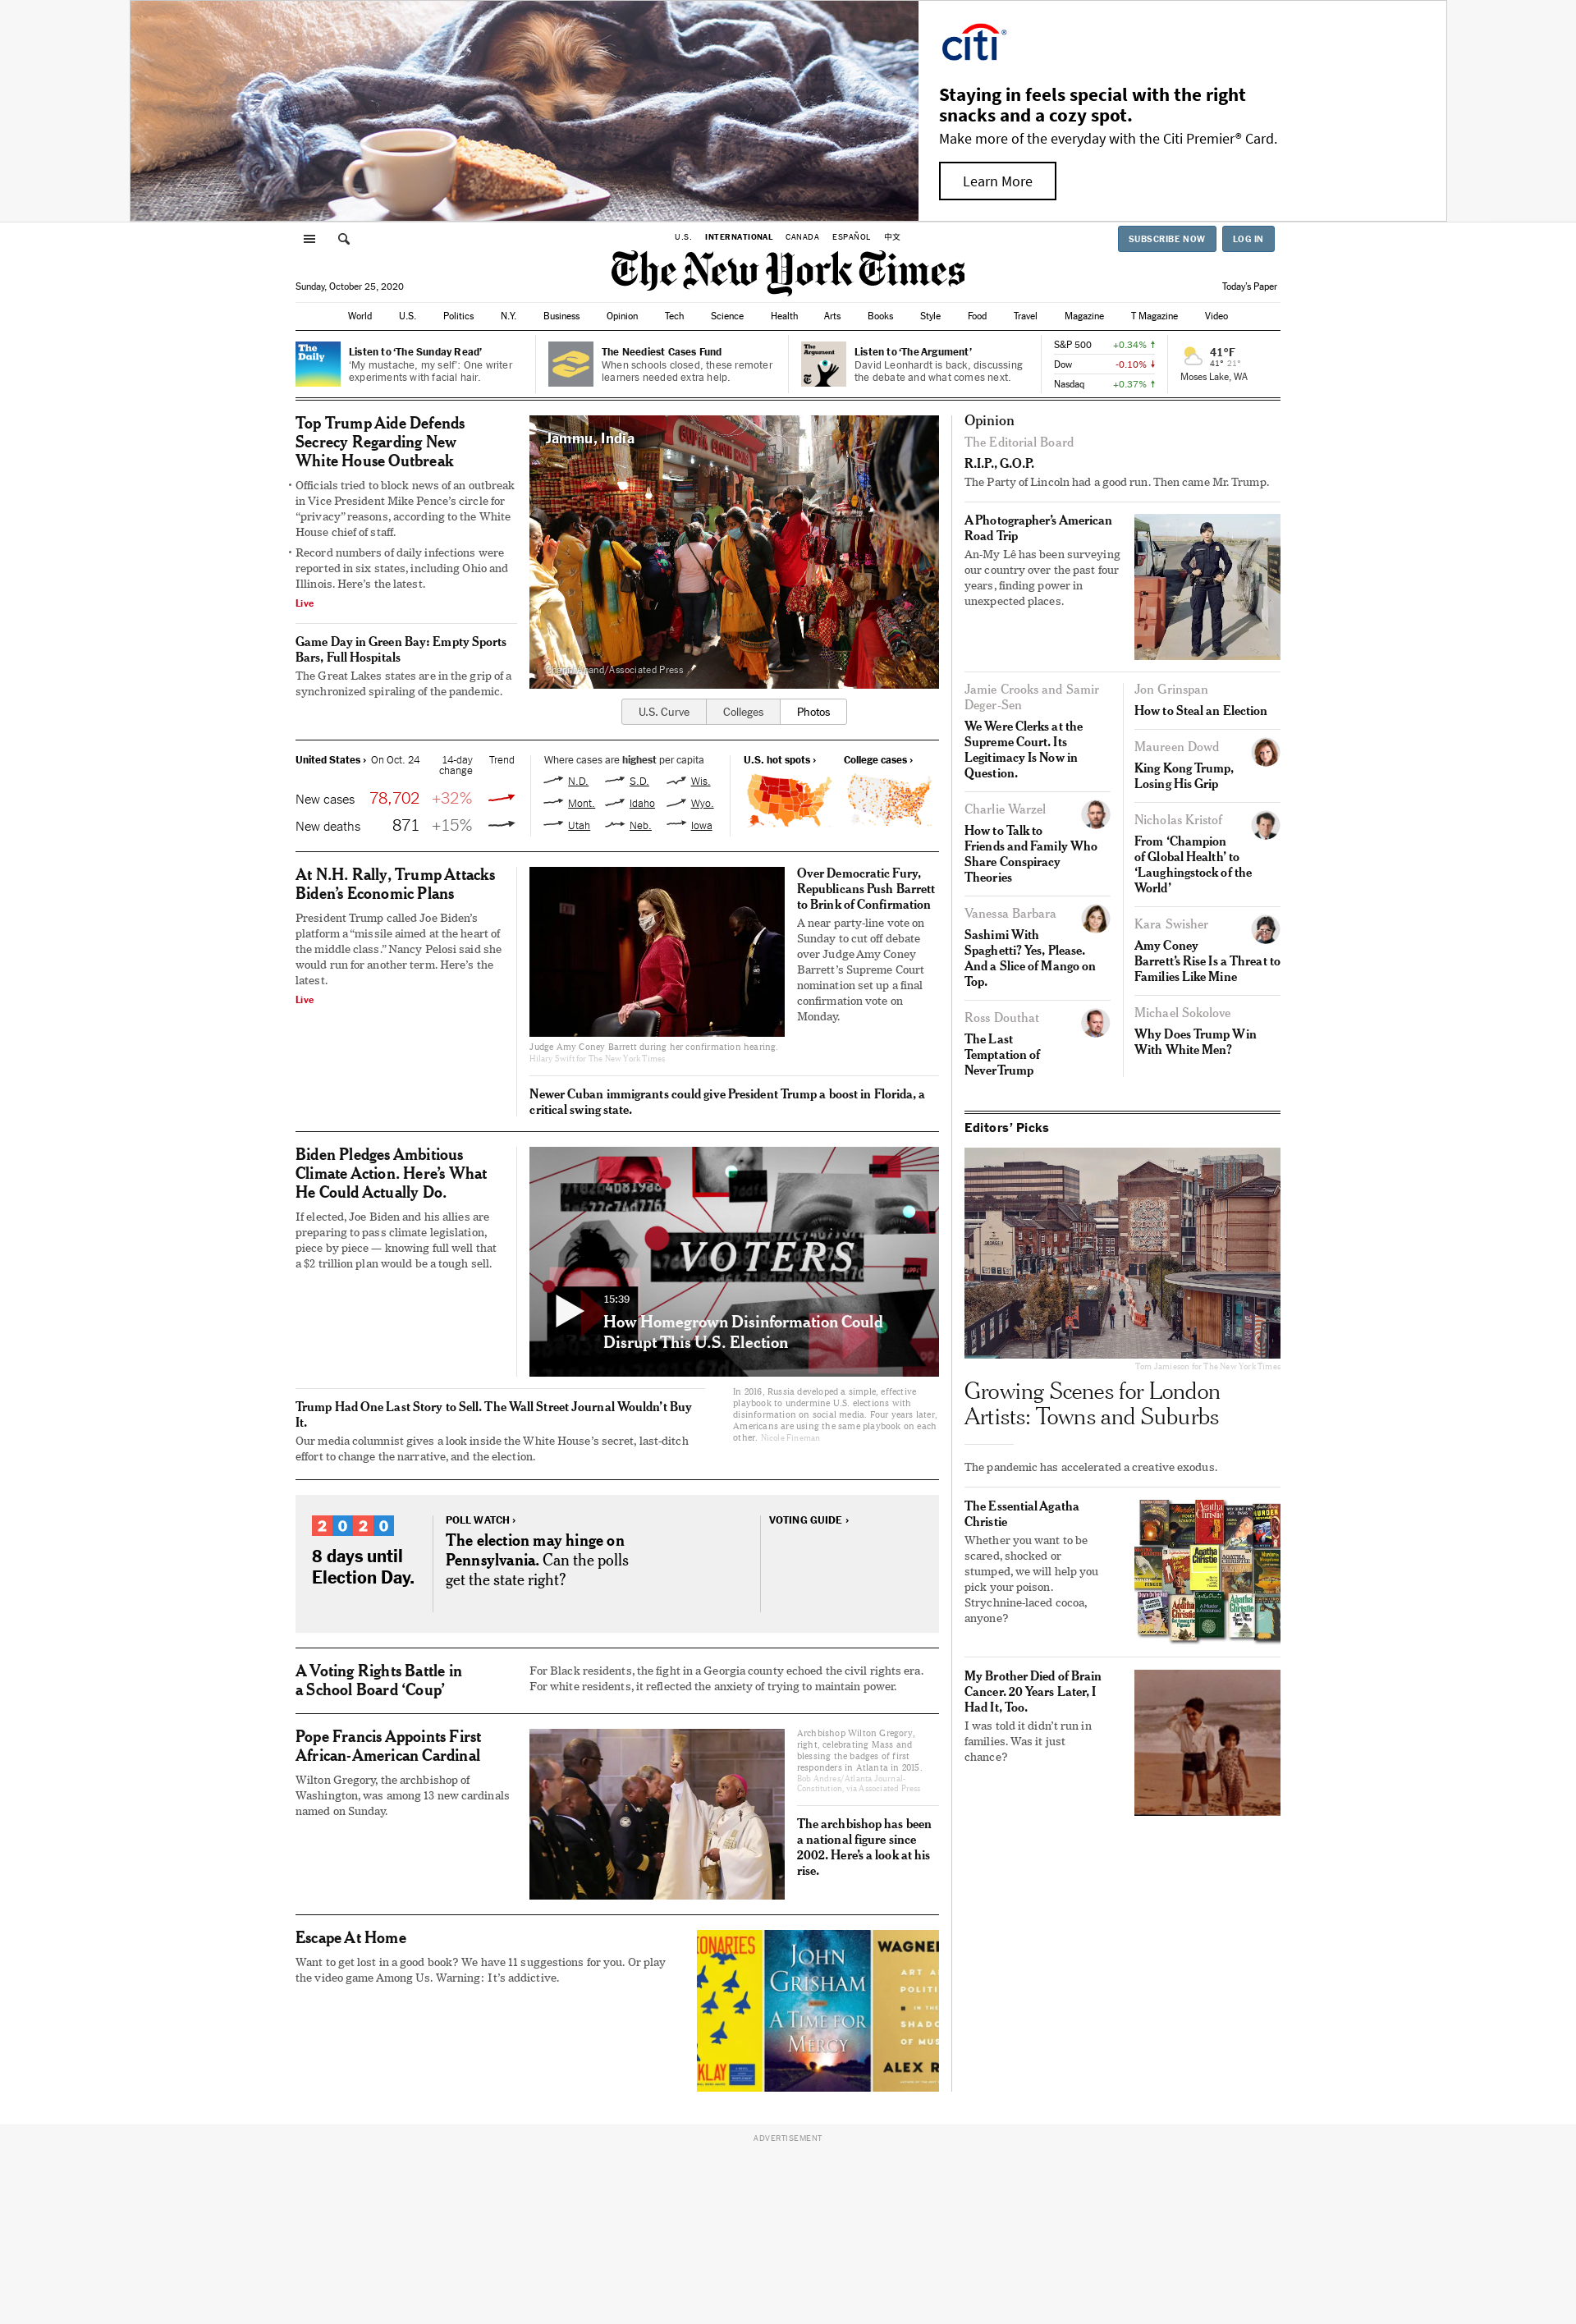 citi®
Staying in feels special with the right
snacks and a cozy spot.
Make more of the everyday with the Citi Premier® Card.
Learn More
U.S. INTERNATIONAL CANADA ESPAÑOL 中文
SUBSCRIBE NOW LOG IN
The New York Times
Sunday, October 25, 2020
Today's Paper
World U.S. Politics N.Y. Business Opinion Tech Science Health Arts Books Style Food Travel Magazine T Magazine Video
The
Daily
Listen to ‘The Sunday Read’
‘My mustache, my self’: One writer
experiments with facial hair.
The Neediest Cases Fund
When schools closed, these remoter
learners needed extra help.
The
Argument
Listen to ‘The Argument’
David Leonhardt is back, discussing
the debate and what comes next.
S&P 500 +0.34%
Dow -0.10%
Nasdaq +0.37%
41°F
41° 21°
Moses Lake, WA
Top Trump Aide Defends
Secrecy Regarding New
White House Outbreak
• Officials tried to block news of an outbreak
in Vice President Mike Pence’s circle for
“privacy” reasons, according to the White
House chief of staff.
• Record numbers of daily infections were
reported in six states, including Ohio and
Illinois. Here’s the latest.
Live
Game Day in Green Bay: Empty Sports
Bars, Full Hospitals
The Great Lakes states are in the grip of a
synchronized spiraling of the pandemic.
Jammu, India
GUPTA CHUNRI STORE
Anand/Associated Press
U.S. Curve Colleges Photos
United States › On Oct. 24 14-day
change Trend
New cases 78,702 +32%
New deaths 871 +15%
Where cases are highest per capita
N.D. S.D. Wis.
Mont. Idaho Wyo.
Utah Neb. Iowa
U.S. hot spots ›
College cases ›
At N.H. Rally, Trump Attacks
Biden’s Economic Plans
President Trump called Joe Biden’s
platform a “missile aimed at the heart of
the middle class.” Nancy Pelosi said she
would run for another term. Here’s the
latest.
Live
Judge Amy Coney Barrett during her confirmation hearing.
Hilary Swift for The New York Times
Over Democratic Fury,
Republicans Push Barrett
to Brink of Confirmation
A near party-line vote on
Sunday to cut off debate
over Judge Amy Coney
Barrett’s Supreme Court
nomination set up a final
confirmation vote on
Monday.
Newer Cuban immigrants could give President Trump a boost in Florida, a
critical swing state.
Biden Pledges Ambitious
Climate Action. Here’s What
He Could Actually Do.
If elected, Joe Biden and his allies are
preparing to pass climate legislation,
piece by piece — knowing full well that
a $2 trillion plan would be a tough sell.
VOTERS
15:39
How Homegrown Disinformation Could
Disrupt This U.S. Election
In 2016, Russia developed a simple, effective
playbook to undermine U.S. elections with
disinformation on social media. Four years later,
Americans are using the same playbook on each
other. Nicole Fineman
Trump Had One Last Story to Sell. The Wall Street Journal Wouldn’t Buy
It.
Our media columnist gives a look inside the White House’s secret, last-ditch
effort to change the narrative, and the election.
2020
8 days until
Election Day.
POLL WATCH ›
The election may hinge on
Pennsylvania. Can the polls
get the state right?
VOTING GUIDE ›
A Voting Rights Battle in
a School Board ‘Coup’
For Black residents, the fight in a Georgia county echoed the civil rights era.
For white residents, it reflected the anxiety of trying to maintain power.
Pope Francis Appoints First
African-American Cardinal
Wilton Gregory, the archbishop of
Washington, was among 13 new cardinals
named on Sunday.
Archbishop Wilton Gregory,
right, celebrating Mass and
blessing the badges of first
responders in Atlanta in 2015.
Bob Andres/Atlanta Journal-
Constitution, via Associated Press
The archbishop has been
a national figure since
2002. Here’s a look at his
rise.
Escape At Home
Want to get lost in a good book? We have 11 suggestions for you. Or play
the video game Among Us. Warning: It’s addictive.
ONARIES
KLAY
JOHN
GRISHAM
A TIME FOR
MERCY
WAGNE
ART A
POLITI
IN THE
SHADO
OF MUS
ALEX R
Opinion
The Editorial Board
R.I.P., G.O.P.
The Party of Lincoln had a good run. Then came Mr. Trump.
A Photographer’s American
Road Trip
An-My Lê has been surveying
our country over the past four
years, finding power in
unexpected places.
Jamie Crooks and Samir
Deger-Sen
We Were Clerks at the
Supreme Court. Its
Legitimacy Is Now in
Question.
Charlie Warzel
How to Talk to
Friends and Family Who
Share Conspiracy
Theories
Vanessa Barbara
Sashimi With
Spaghetti? Yes, Please.
And a Slice of Mango on
Top.
Ross Douthat
The Last
Temptation of
NeverTrump
Jon Grinspan
How to Steal an Election
Maureen Dowd
King Kong Trump,
Losing His Grip
Nicholas Kristof
From ‘Champion
of Global Health’ to
‘Laughingstock of the
World’
Kara Swisher
Amy Coney
Barrett’s Rise Is a Threat to
Families Like Mine
Michael Sokolove
Why Does Trump Win
With White Men?
Editors’ Picks
Tom Jamieson for The New York Times
Growing Scenes for London
Artists: Towns and Suburbs
The pandemic has accelerated a creative exodus.
The Essential Agatha
Christie
Whether you want to be
scared, shocked or
stumped, we will help you
pick your poison.
Strychnine-laced cocoa,
anyone?
My Brother Died of Brain
Cancer. 20 Years Later, I
Had It, Too.
I was told it didn’t run in
families. Was it just
chance?
ADVERTISEMENT